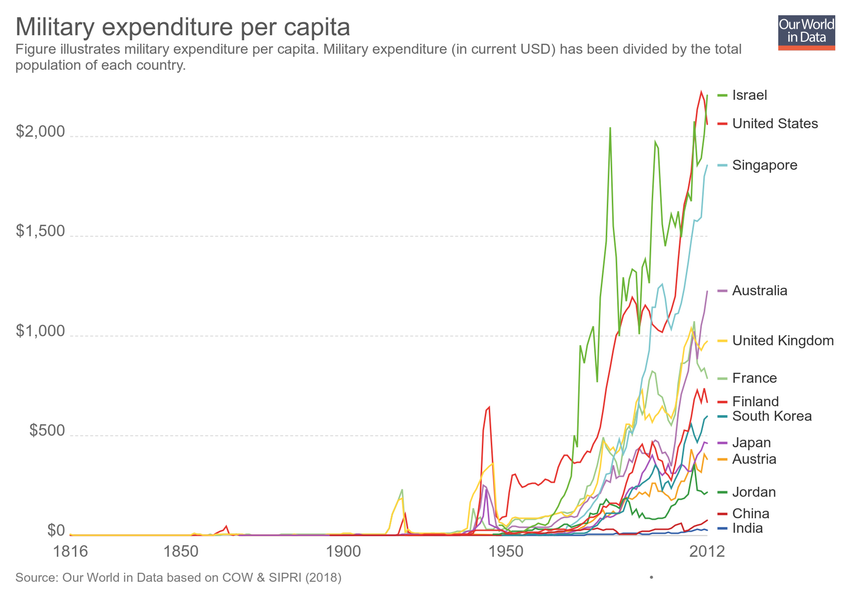 Military expenditure per capita
Our World
in Data
Figure illustrates military expenditure per capita. Military expenditure (in current USD) has been divided by the total
population of each country.
Israel
United States
$2,000
Singapore
$1,500
Australia
$1,000
United Kingdom
France
Finland
South Korea
$500
Japan
Austria
Jordan
China
India
$0
1816
1850
1900
1950
2012
Source: Our World in Data based on COW & SIPRI (2018)